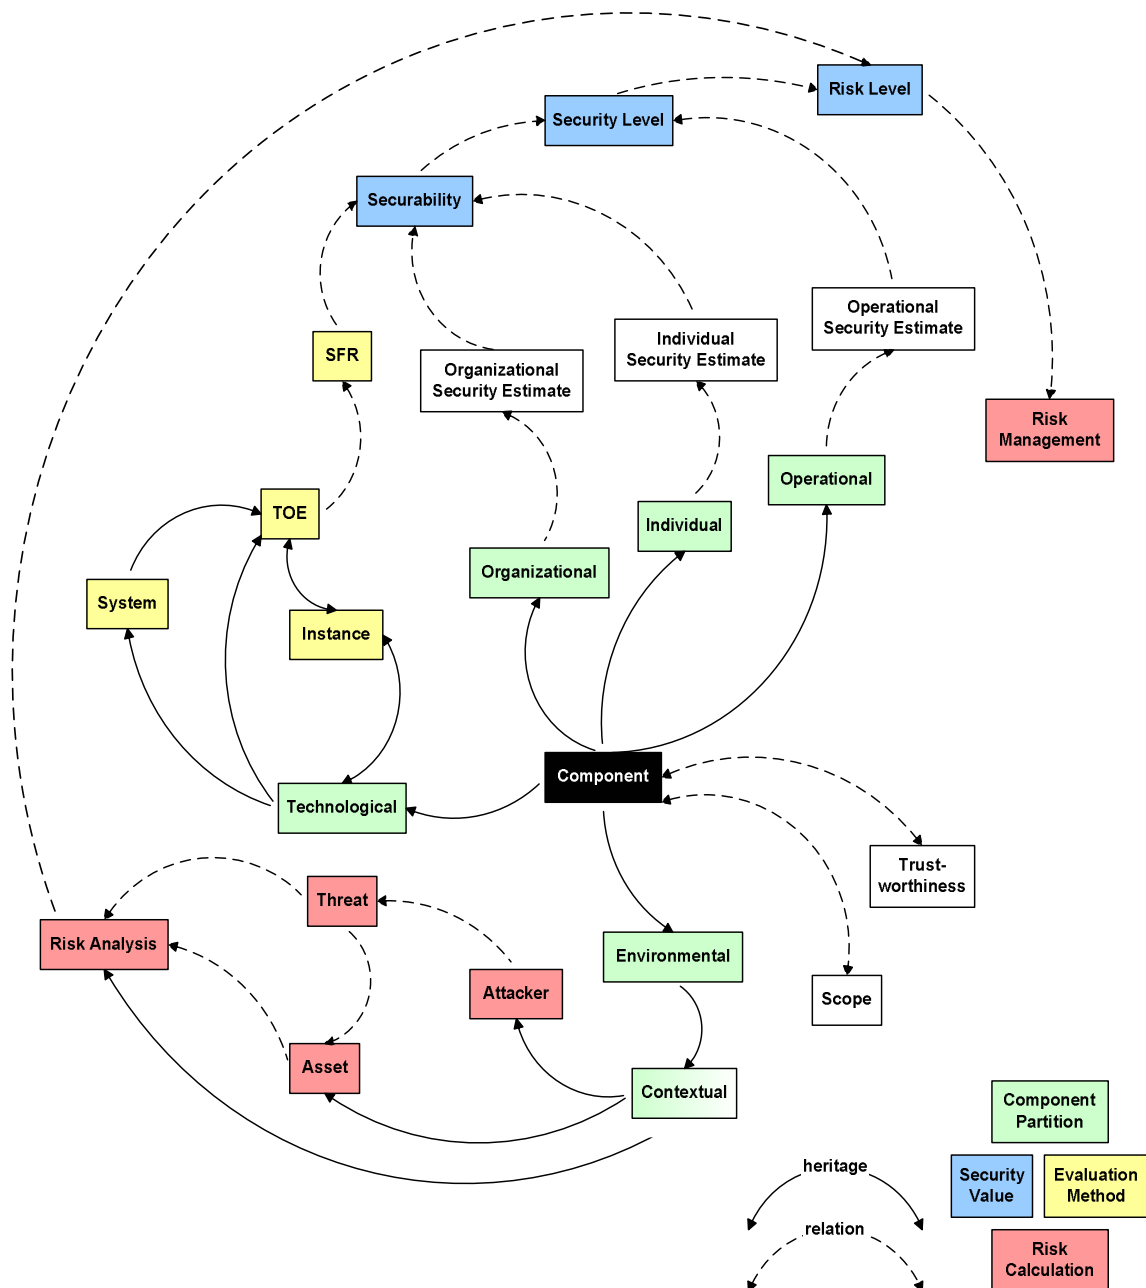 Risk Level
Security Level
Securability
Operational
Security Estimate
Individual
Security Estimate
SFR
Organizational
Security Estimate
Risk
Management
Operational
TOE
Individual
Organizational
System
Instance
Component
Technological
Trust-
worthiness
Threat
Risk Analysis
Environmental
Attacker
Scope
Asset
Contextual
Component
Partition
heritage
Security
Value
Evaluation
Method
relation
Risk
Calculation